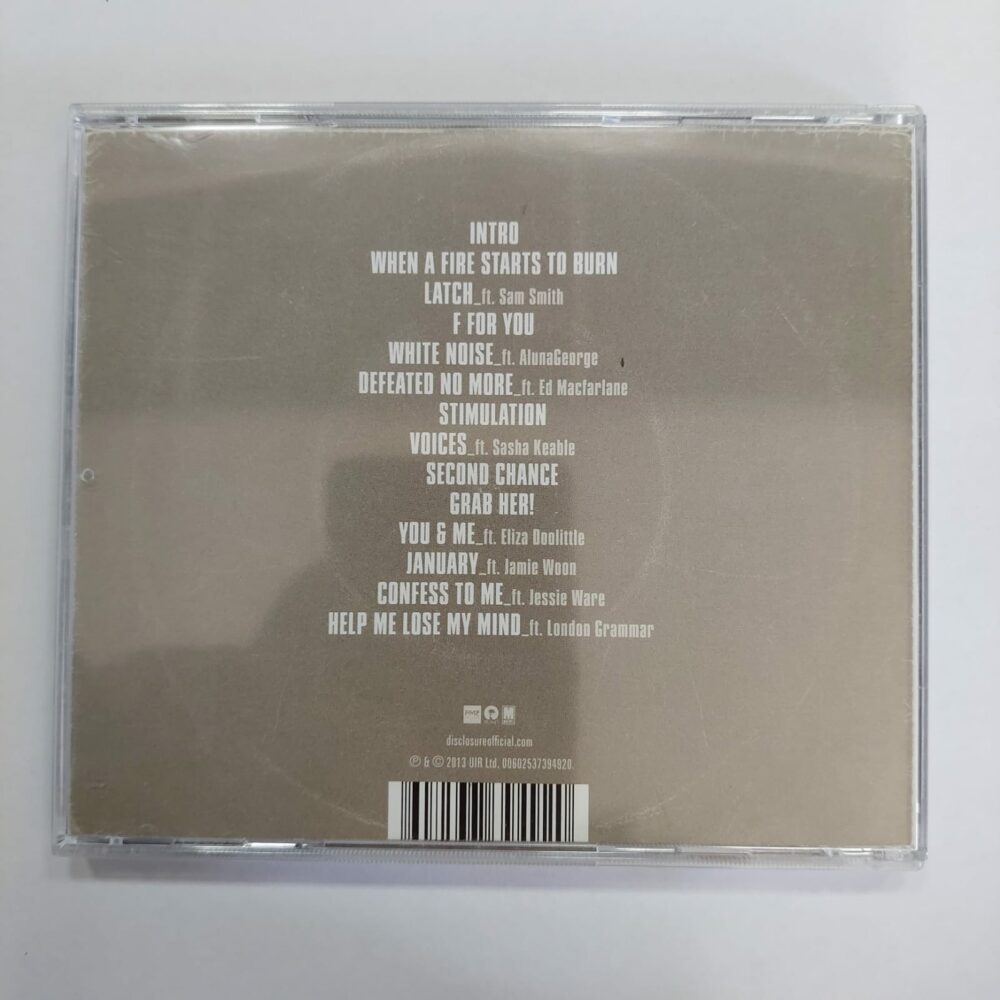 INTRO
WHEN A FIRE STARTS TO BURN
LATCH_ft. Sam Smith
F FOR YOU
WHITE NOISE_ft. AlunaGeorge
DEFEATED NO MORE_ft. Ed Macfarlane
STIMULATION
VOICES_ft. Sasha Keable
SECOND CHANCE
GRAB HER!
YOU & ME_ft. Eliza Doolittle
JANUARY_ft. Jamie Woon
CONFESS TO ME_ft. Jessie Ware
HELP ME LOSE MY MIND_ft. London Grammar
disclosureofficial.com
℗ & © 2013 UIR Ltd. 00602537394920.